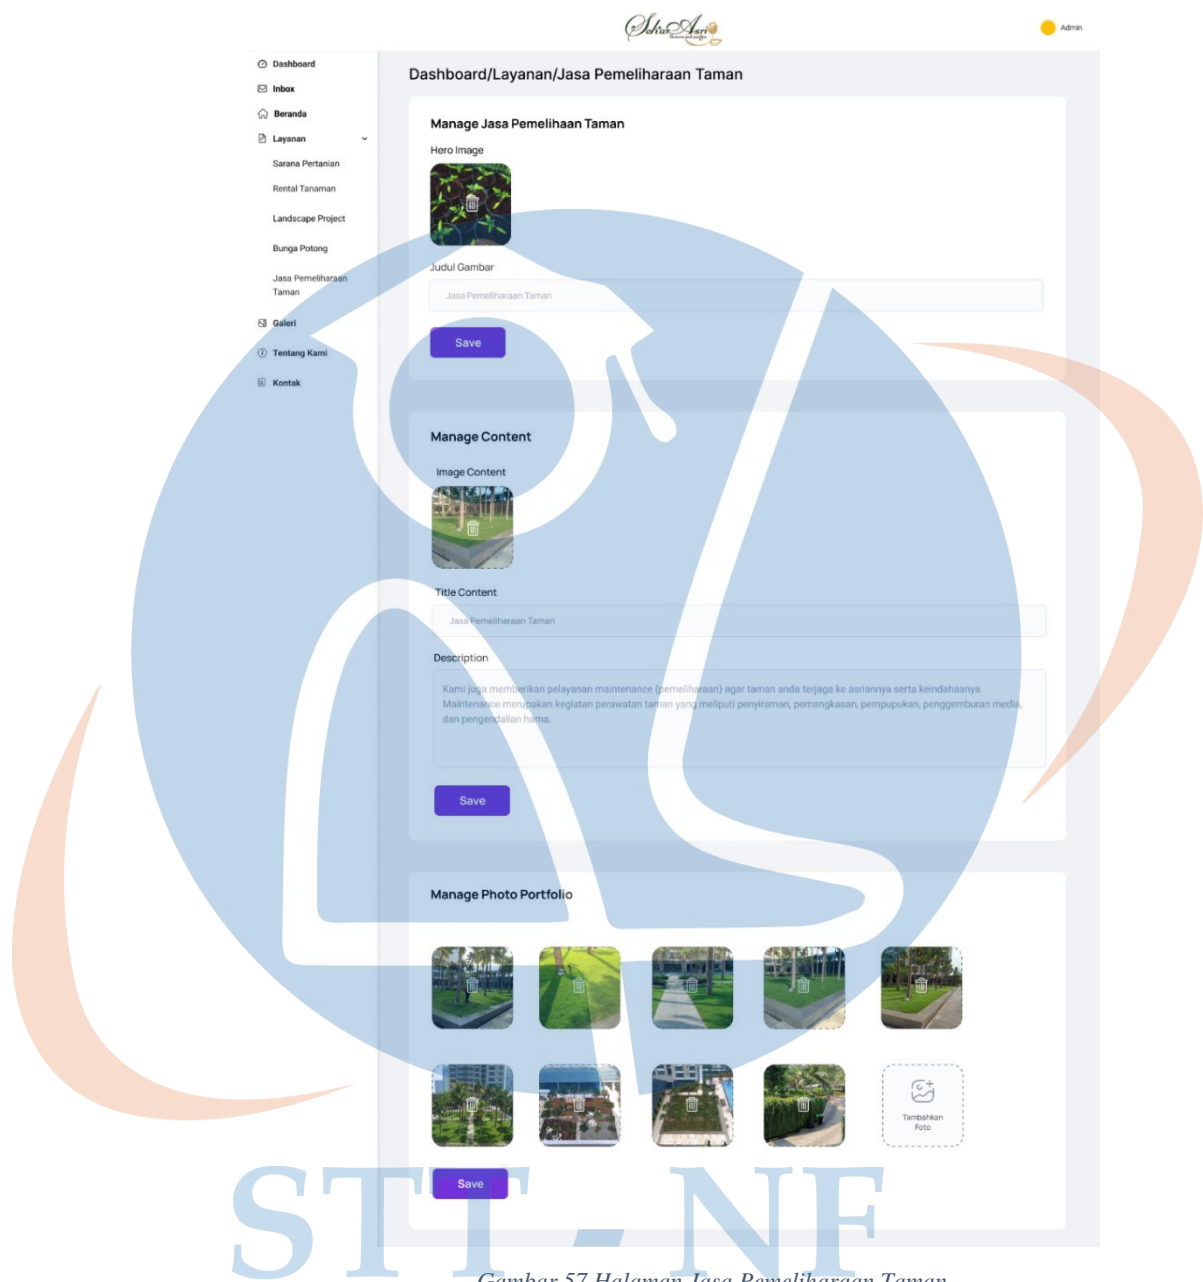 Sekar Asri
Admin
Dashboard
Inbox
Beranda
Layanan
Sarana Pertanian
Rental Tanaman
Landscape Project
Bunga Potong
Jasa Pemeliharaan
Taman
Galeri
Tentang Kami
Kontak
Dashboard/Layanan/Jasa Pemeliharaan Taman
Manage Jasa Pemelihaan Taman
Hero Image
Judul Gambar
Jasa Pemeliharaan Taman
Save
Manage Content
Image Content
Title Content
Jasa Pemeliharaan Taman
Description
Kami juga memberikan pelayanan maintenance (pemeliharaan) agar taman anda terjaga ke asriannya serta keindahaanya.
Maintenance merupakan kegiatan perawatan taman yang meliputi penyiraman, pemangkasan, pempupukan, penggemburan media,
dan pengendalian hama.
Save
Manage Photo Portfolio
Tambahkan
Foto
Save
STT - NF
Gambar 57 Halaman Jasa Pemeliharaan Taman